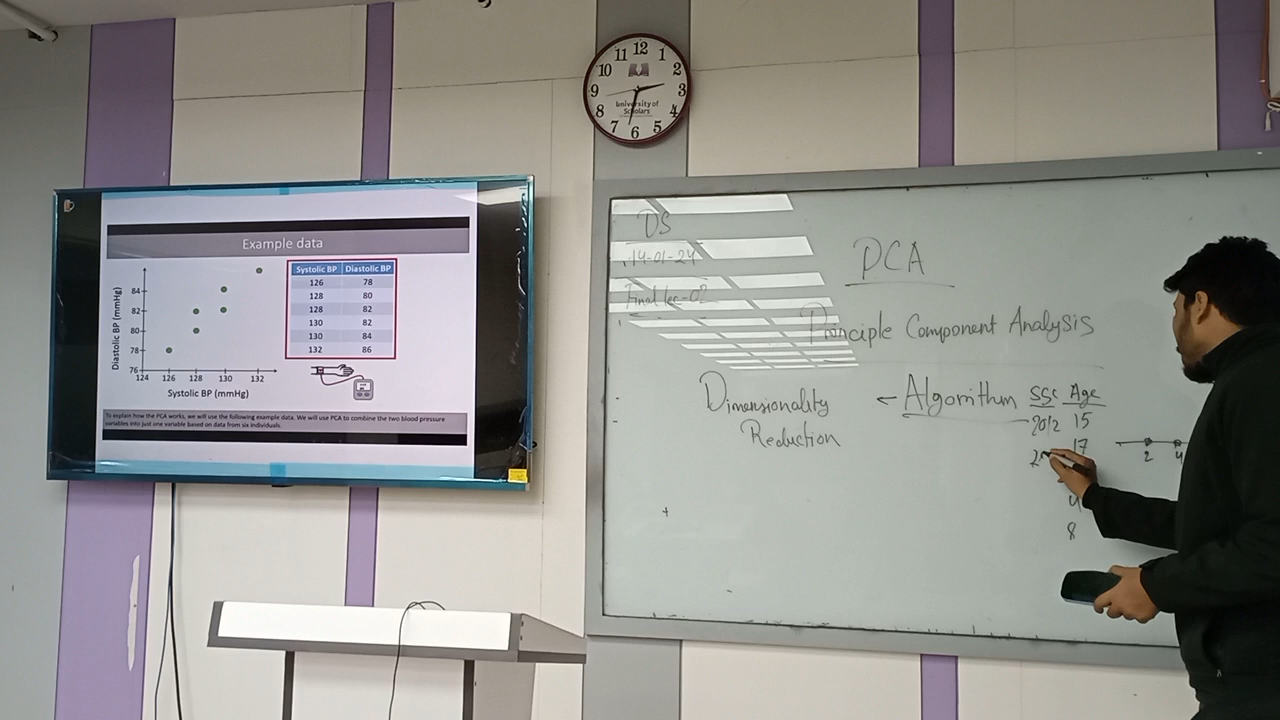 12
11 1
10 2
9 3
8 4
7 5
6
University of
Scholars
Example data
Systolic BP Diastolic BP
126 78
128 80
128 82
130 82
130 84
132 86
Diastolic BP (mmHg)
84
82
80
78
76
124 126 128 130 132
Systolic BP (mmHg)
To explain how the PCA works, we will use the following example data. We will use PCA to combine the two blood pressure
variables into just one variable based on data from six individuals.
DS
14-01-24
Final Lec-02
PCA
Principle Component Analysis
Dimensionality ← Algorithm
Reduction
SSC Age
2012 15
17
4
8
2 4